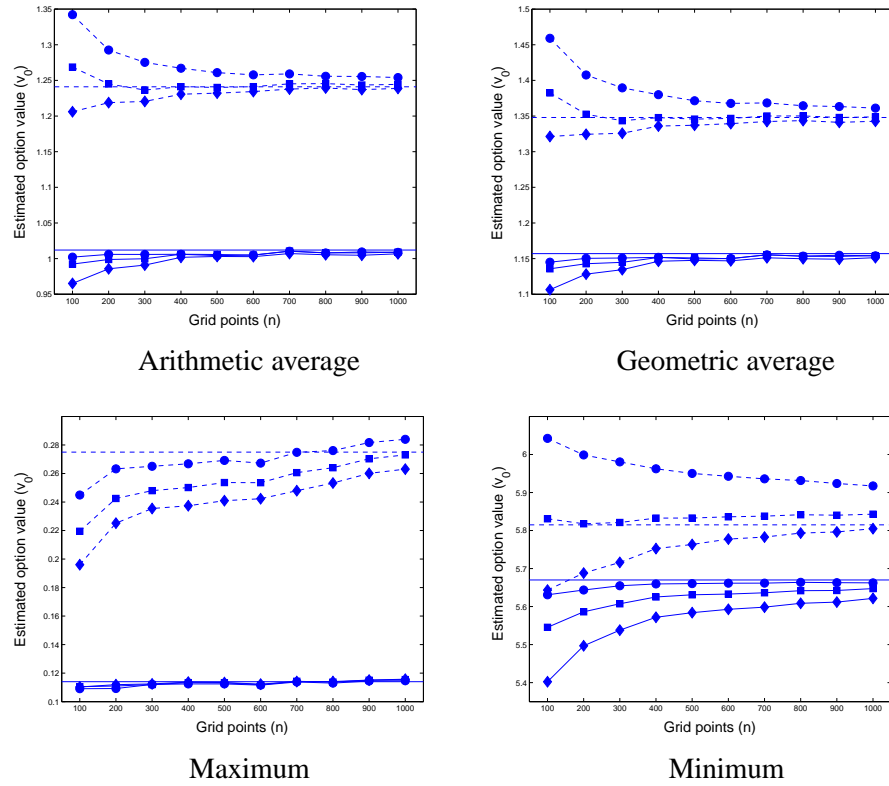 1.35
1.3
1.25
1.2
1.15
1.1
1.05
1
0.95
Estimated option value (v0)
100 200 300 400 500 600 700 800 900 1000
Grid points (n)
Arithmetic average
1.5
1.45
1.4
1.35
1.3
1.25
1.2
1.15
1.1
Estimated option value (v0)
100 200 300 400 500 600 700 800 900 1000
Grid points (n)
Geometric average
0.28
0.26
0.24
0.22
0.2
0.18
0.16
0.14
0.12
0.1
Estimated option value (v0)
100 200 300 400 500 600 700 800 900 1000
Grid points (n)
Maximum
6
5.9
5.8
5.7
5.6
5.5
5.4
Estimated option value (v0)
100 200 300 400 500 600 700 800 900 1000
Grid points (n)
Minimum